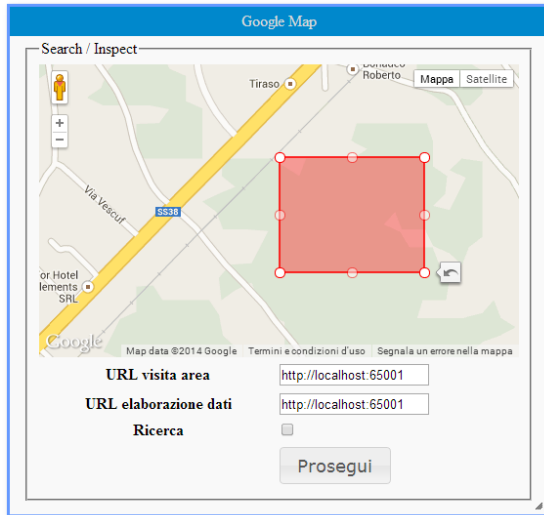 Google Map
Search / Inspect
Bonadeo
Roberto
Tiraso
Mappa Satellite
+
−
Via Vescuf
SS38
or Hotel
lements
SRL
Google
Map data ©2014 Google Termini e condizioni d'uso Segnala un errore nella mappa
URL visita area http://localhost:65001
URL elaborazione dati http://localhost:65001
Ricerca
Prosegui